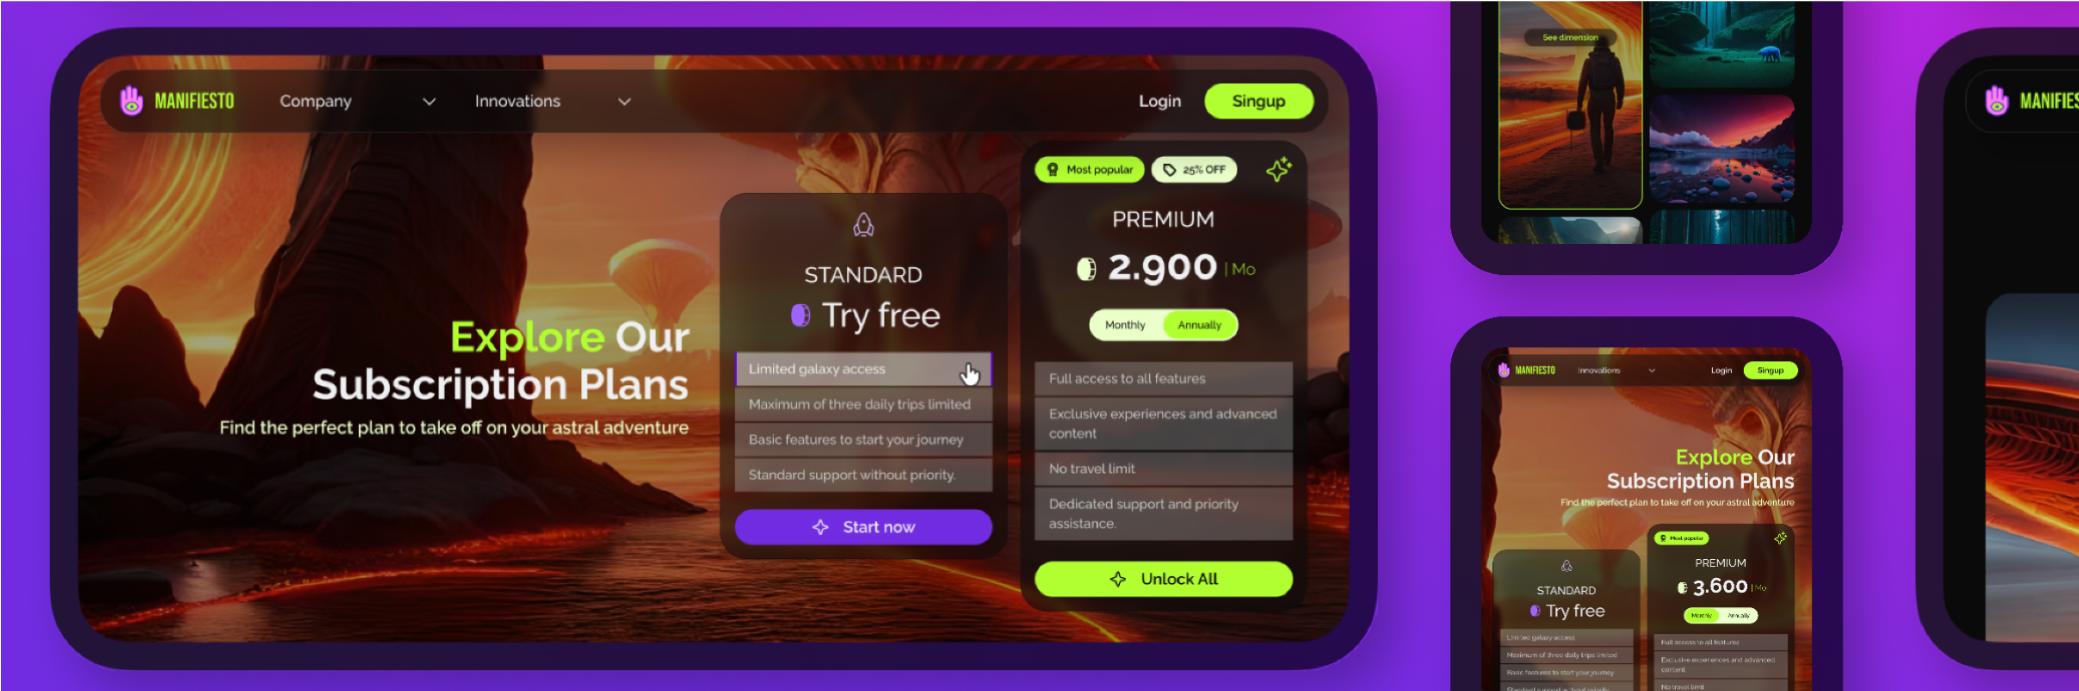 MANIFIESTO
Company
Innovations
Login
Singup
Explore Our
Subscription Plans
Find the perfect plan to take off on your astral adventure
STANDARD
Try free
Limited galaxy access
Maximum of three daily trips limited
Basic features to start your journey
Standard support without priority.
Start now
Most popular
25% OFF
PREMIUM
2.900 | Mo
Monthly
Annually
Full access to all features
Exclusive experiences and advanced
content
No travel limit
Dedicated support and priority
assistance.
Unlock All
See dimension
MANIFIESTO
Innovations
Login
Singup
Explore Our
Subscription Plans
Find the perfect plan to take off on your astral adventure
STANDARD
Try free
Limited galaxy access
Maximum of three daily trips limited
Basic features to start your journey
Standard support without priority.
Most popular
PREMIUM
3.600 | Mo
Monthly
Annually
Full access to all features
Exclusive experiences and advanced
content
No travel limit
MANIFIES